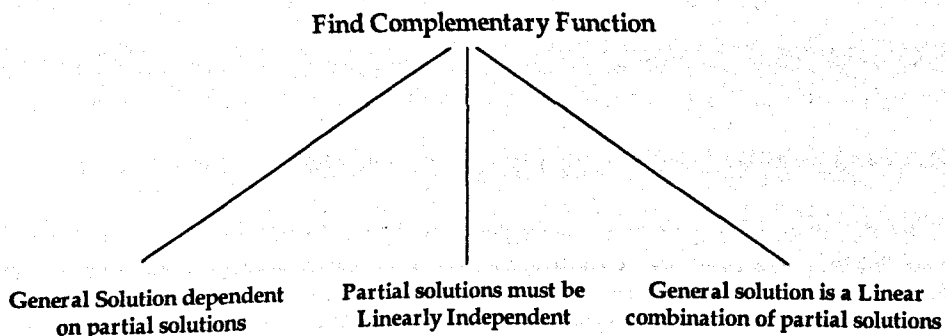 Find Complementary Function
General Solution dependent
on partial solutions
Partial solutions must be
Linearly Independent
General solution is a Linear
combination of partial solutions